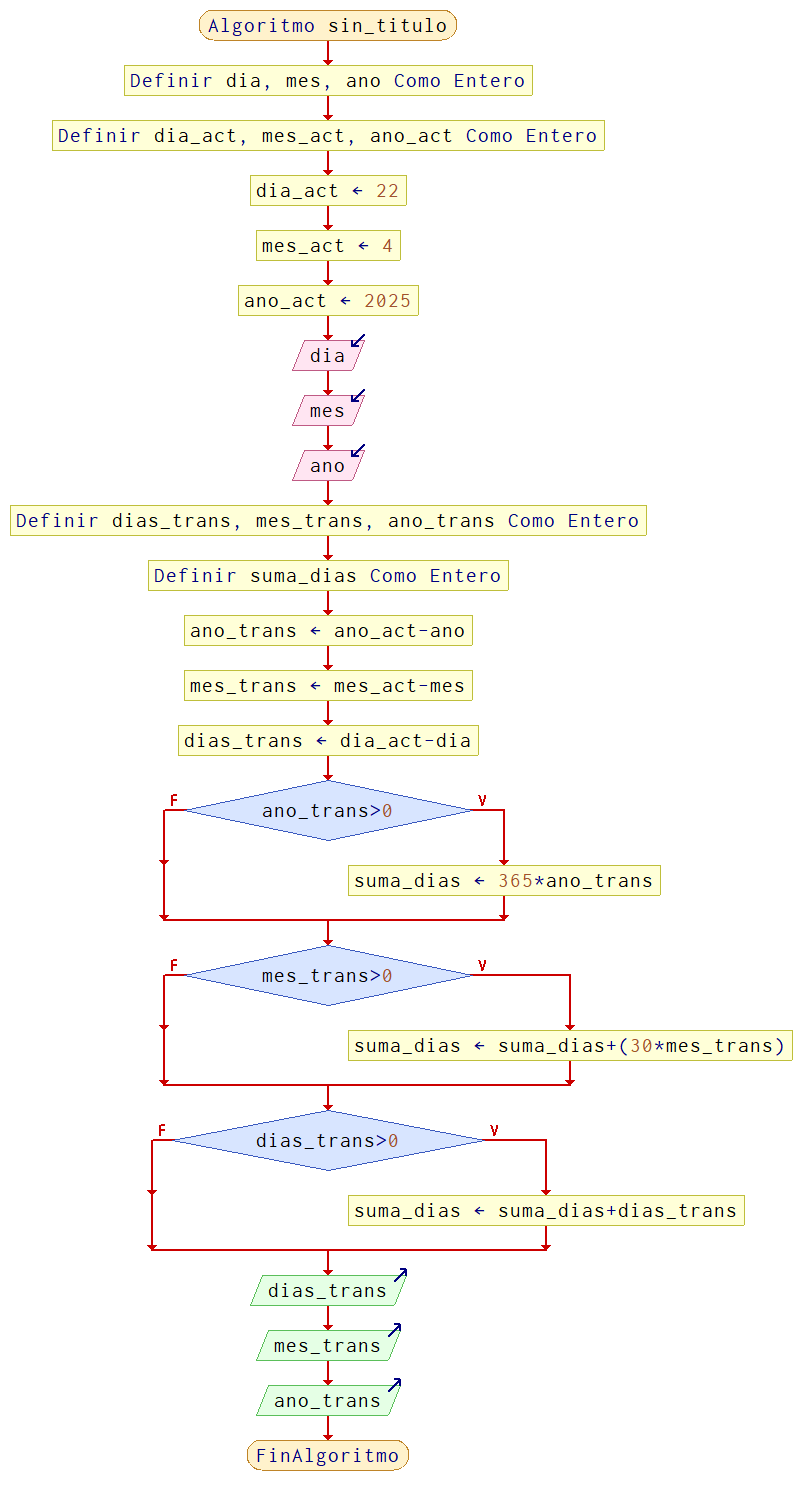 Algoritmo sin_titulo
Definir dia, mes, ano Como Entero
Definir dia_act, mes_act, ano_act Como Entero
dia_act ← 22
mes_act ← 4
ano_act ← 2025
dia
mes
ano
Definir dias_trans, mes_trans, ano_trans Como Entero
Definir suma_dias Como Entero
ano_trans ← ano_act-ano
mes_trans ← mes_act-mes
dias_trans ← dia_act-dia
F V
ano_trans>0
suma_dias ← 365*ano_trans
F V
mes_trans>0
suma_dias ← suma_dias+(30*mes_trans)
F V
dias_trans>0
suma_dias ← suma_dias+dias_trans
dias_trans
mes_trans
ano_trans
FinAlgoritmo